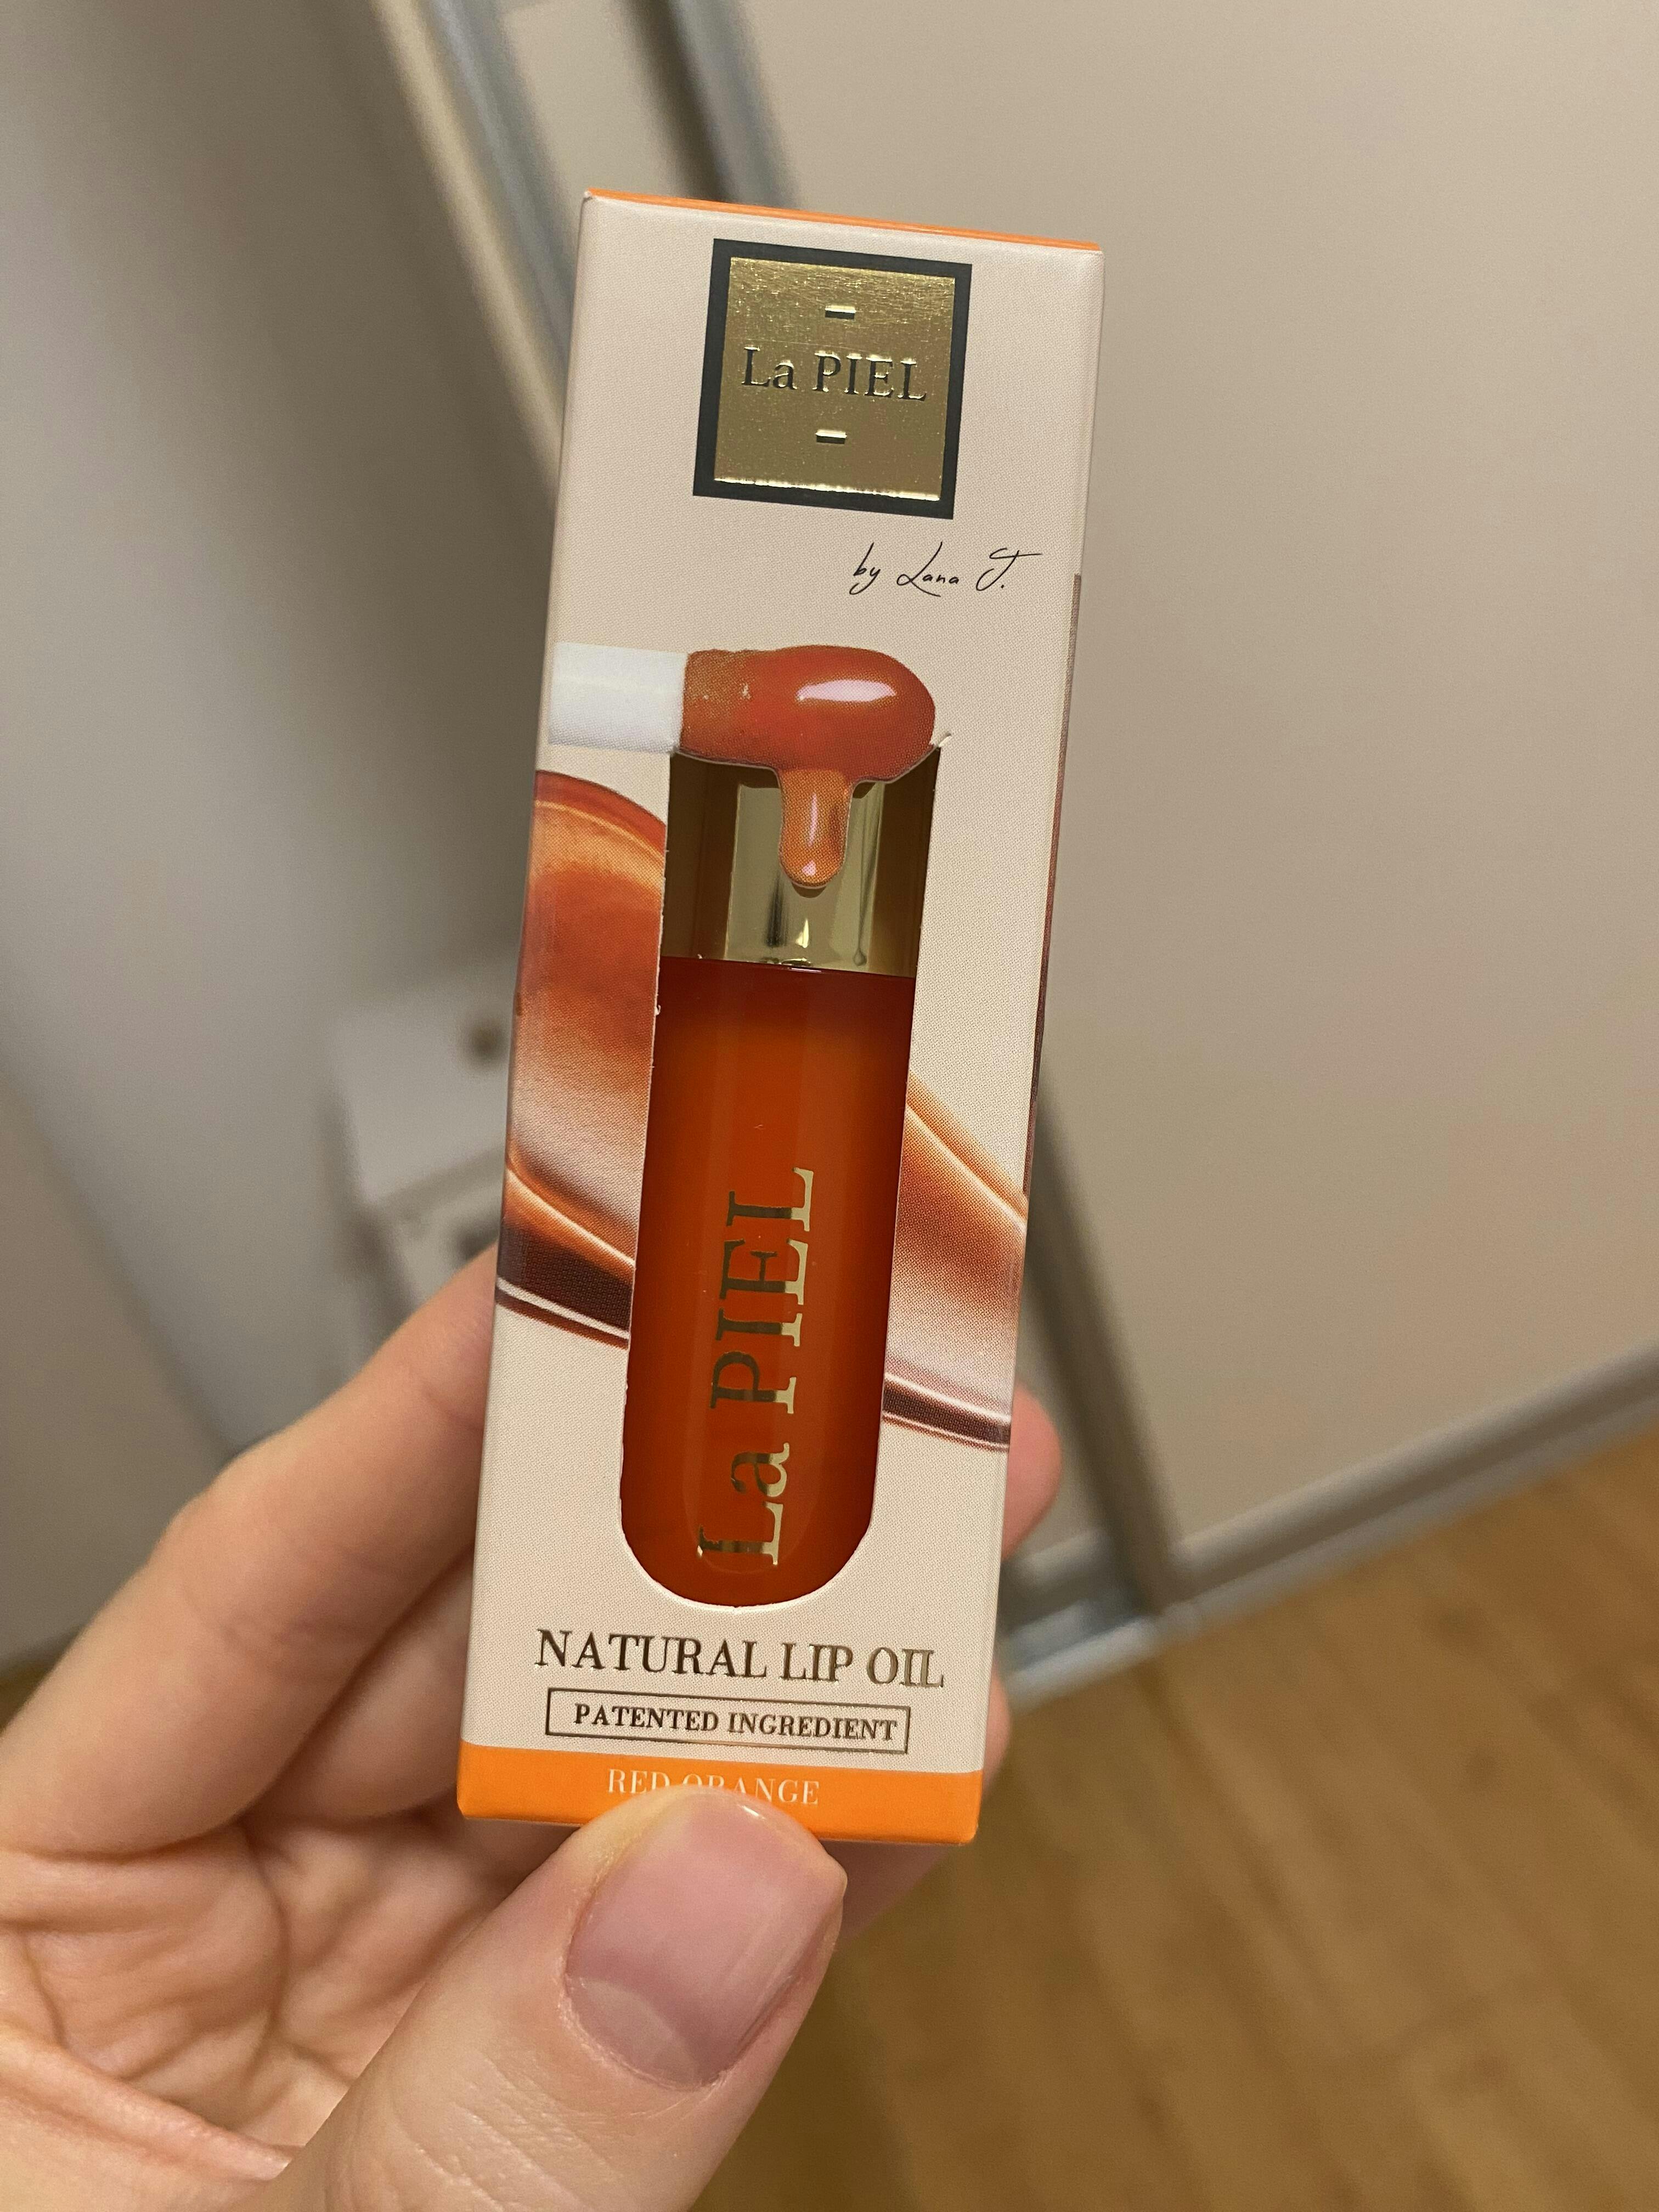 La PIEL
by Lana J.
La PIEL
NATURAL LIP OIL
PATENTED INGREDIENT
RED ORANGE